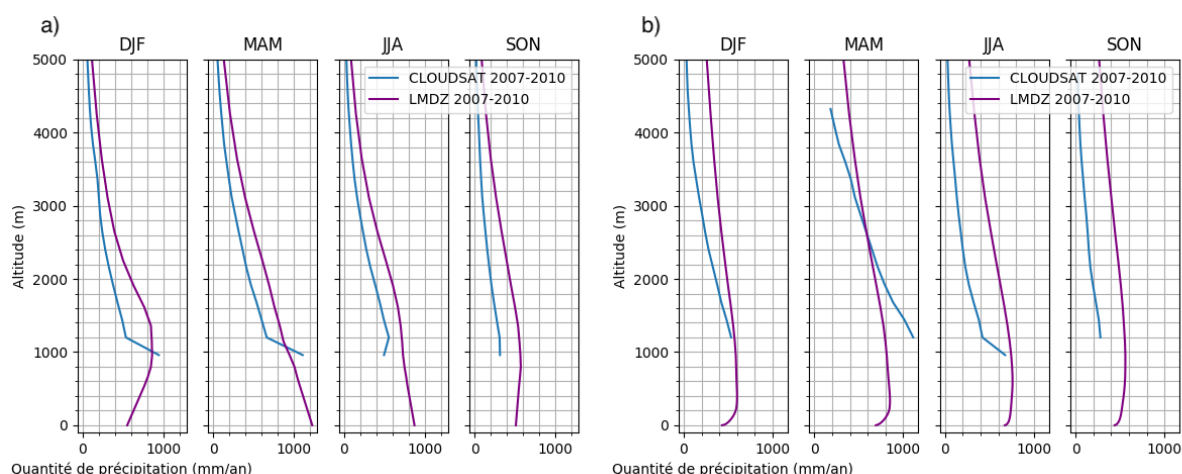 a)
DJF MAM JJA SON
5000
4000
3000
2000
1000
0
Altitude (m)
CLOUDSAT 2007-2010
LMDZ 2007-2010
0 1000 0 1000 0 1000 0 1000
Quantité de précipitation (mm/an)
b)
DJF MAM JJA SON
5000
4000
3000
2000
1000
0
Altitude (m)
CLOUDSAT 2007-2010
LMDZ 2007-2010
0 1000 0 1000 0 1000 0 1000
Quantité de précipitation (mm/an)